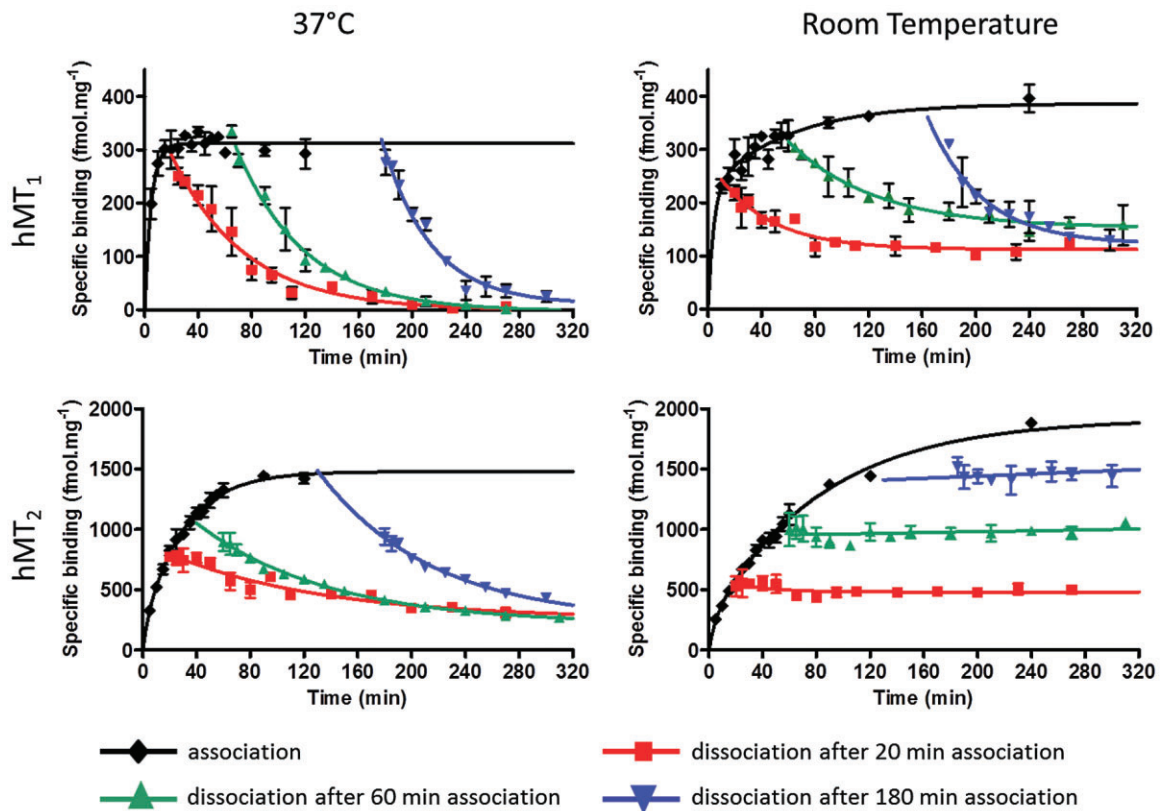 37°C
Room Temperature
hMT1
Specific binding (fmol.mg-1)
400
300
200
100
0
0 40 80 120 160 200 240 280 320
Time (min)
Specific binding (fmol.mg-1)
400
300
200
100
0
0 40 80 120 160 200 240 280 320
Time (min)
hMT2
Specific binding (fmol.mg-1)
2000
1500
1000
500
0
0 40 80 120 160 200 240 280 320
Time (min)
Specific binding (fmol.mg-1)
2000
1500
1000
500
0
0 40 80 120 160 200 240 280 320
Time (min)
association
dissociation after 20 min association
dissociation after 60 min association
dissociation after 180 min association